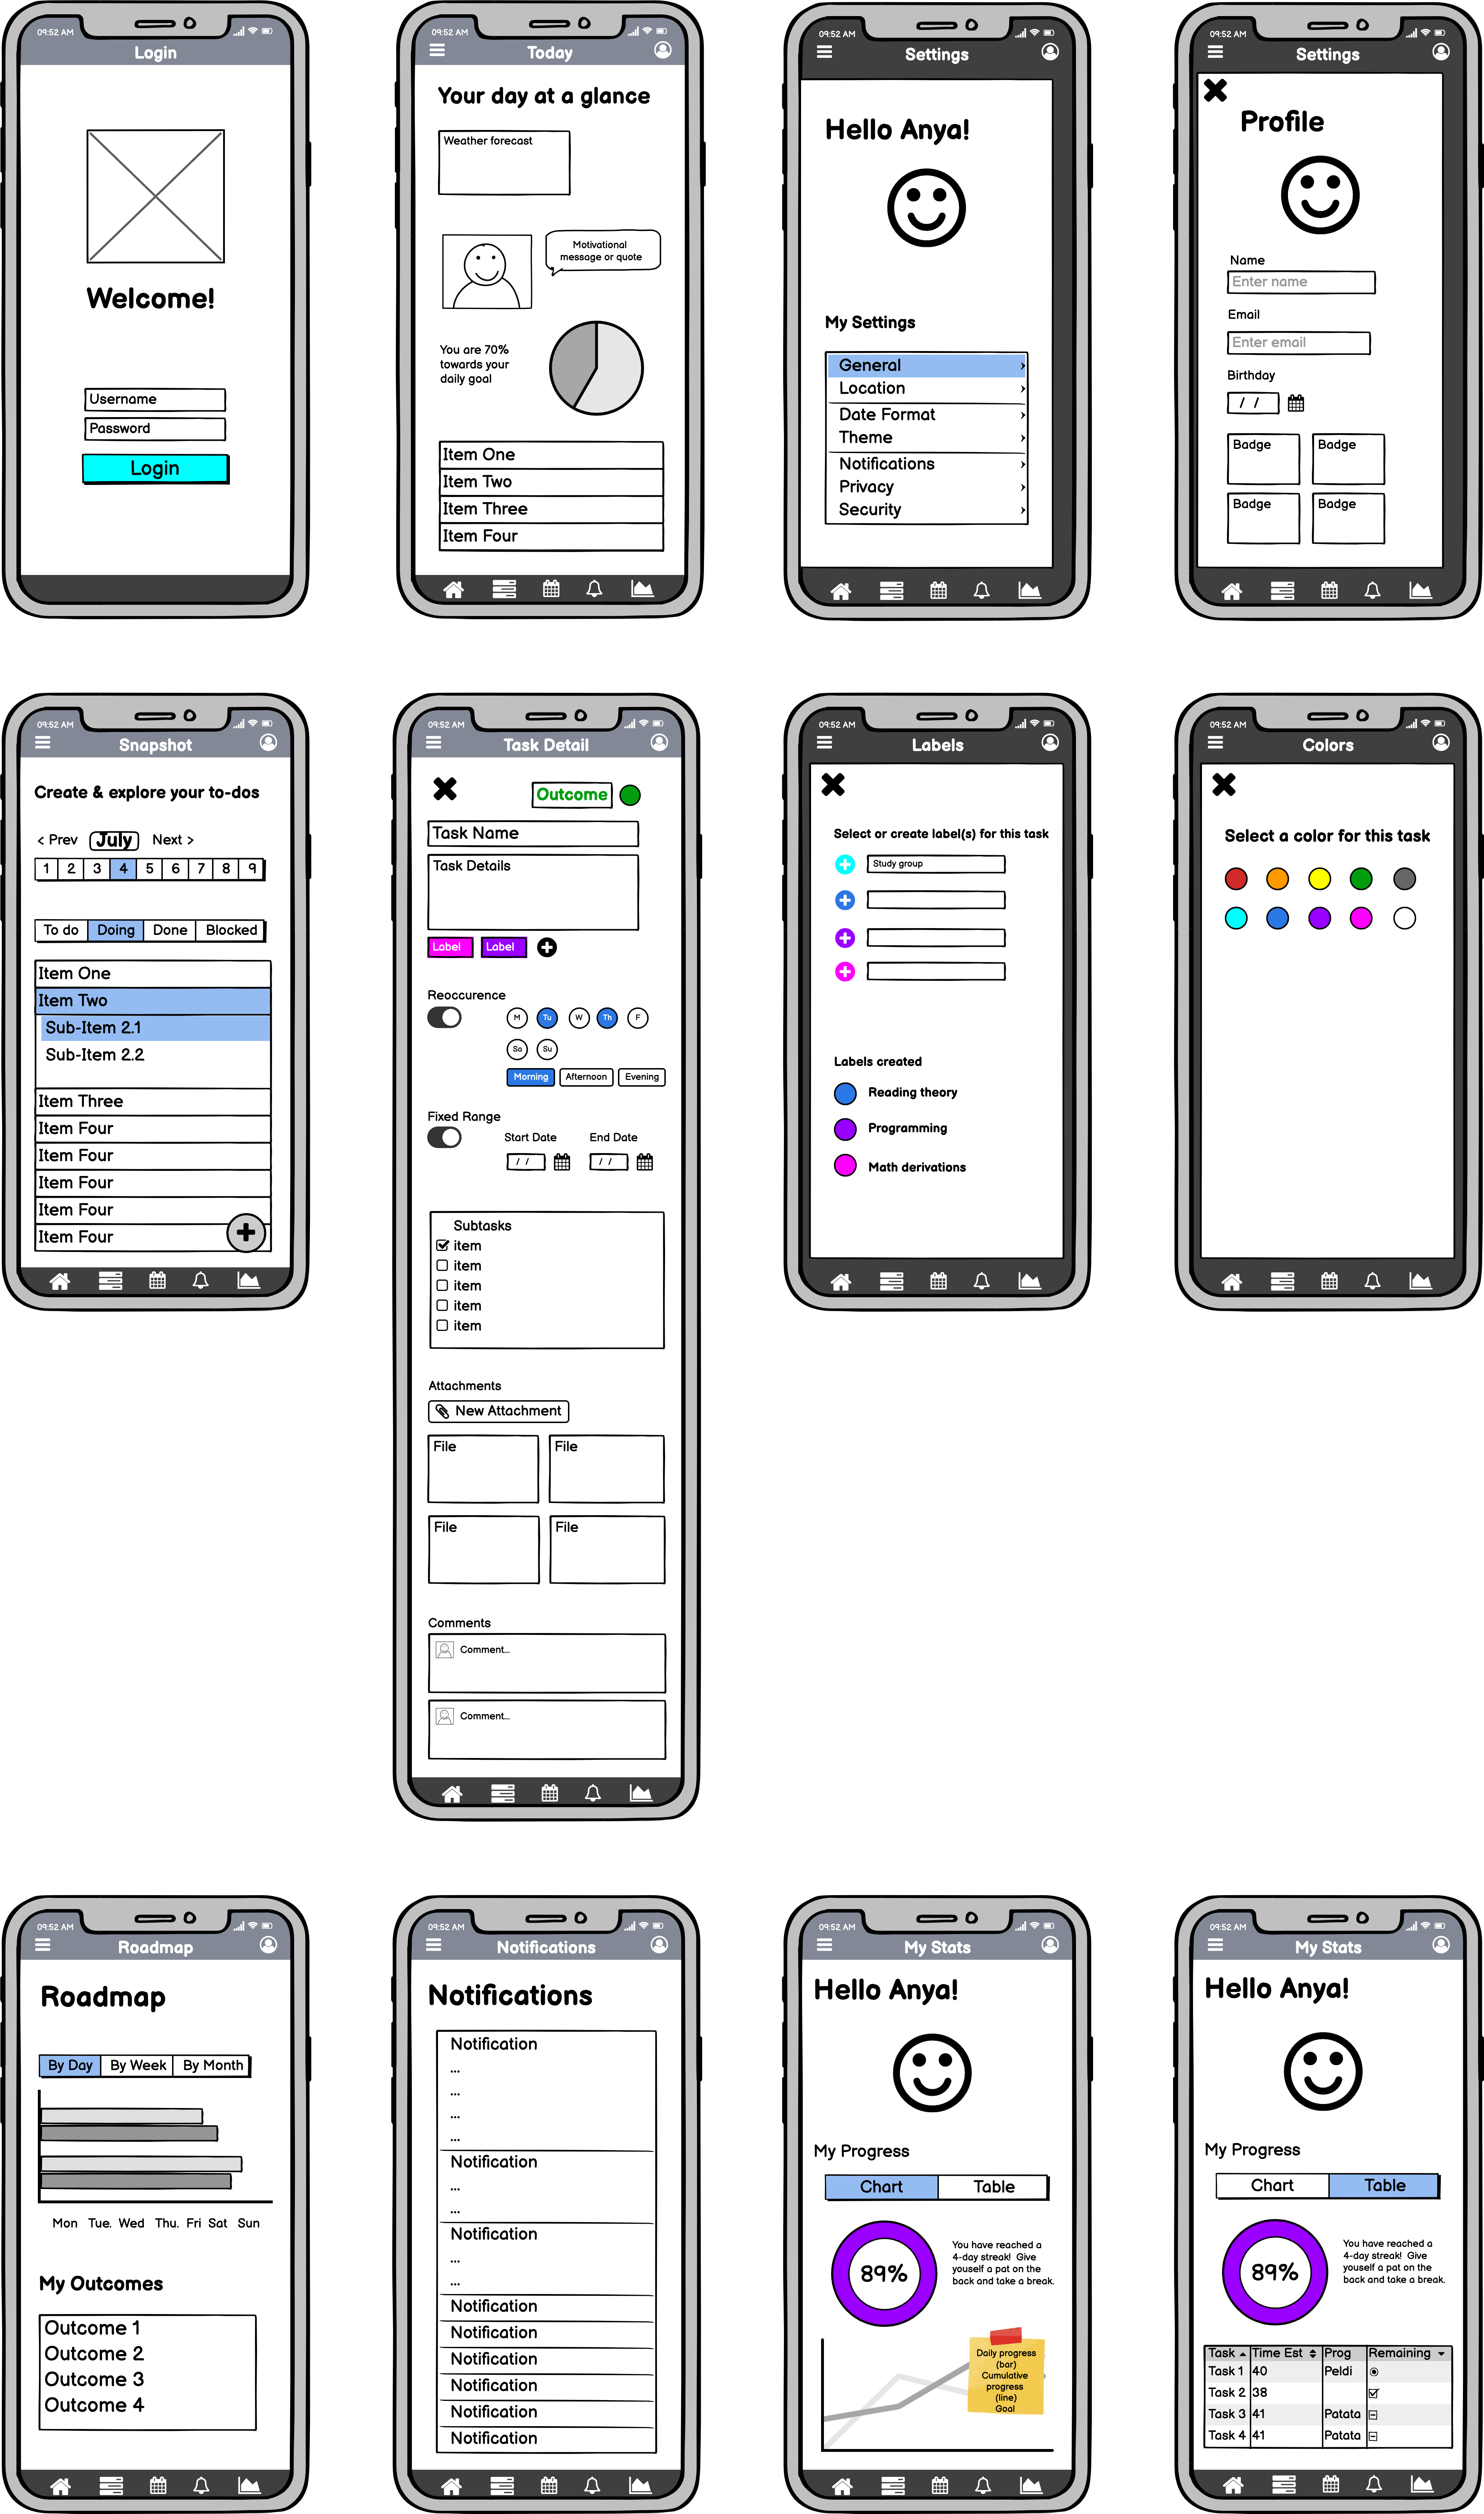 09:52 AM
Login
Welcome!
Username
Password
Login
09:52 AM
Today
Your day at a glance
Weather forecast
Motivational
message or quote
You are 70%
towards your
daily goal
Item One
Item Two
Item Three
Item Four
09:52 AM
Settings
Hello Anya!
My Settings
General
Location
Date Format
Theme
Notifications
Privacy
Security
09:52 AM
Settings
Profile
Name
Enter name
Email
Enter email
Birthday
/ /
Badge Badge
Badge Badge
09:52 AM
Snapshot
Create & explore your to-dos
< Prev July Next >
1 2 3 4 5 6 7 8 9
To do Doing Done Blocked
Item One
Item Two
Sub-Item 2.1
Sub-Item 2.2
Item Three
Item Four
Item Four
Item Four
Item Four
Item Four
09:52 AM
Task Detail
Outcome
Task Name
Task Details
Label Label
Reoccurence
M Tu W Th F
Sa Su
Morning Afternoon Evening
Fixed Range
Start Date End Date
/ / / /
Subtasks
item
item
item
item
item
Attachments
New Attachment
File File
File File
Comments
Comment...
Comment...
09:52 AM
Labels
Select or create label(s) for this task
Study group
Labels created
Reading theory
Programming
Math derivations
09:52 AM
Colors
Select a color for this task
09:52 AM
Roadmap
Roadmap
By Day By Week By Month
Mon Tue. Wed Thu. Fri Sat Sun
My Outcomes
Outcome 1
Outcome 2
Outcome 3
Outcome 4
09:52 AM
Notifications
Notifications
Notification
...
...
...
...
Notification
...
...
Notification
...
...
Notification
Notification
Notification
Notification
Notification
Notification
09:52 AM
My Stats
Hello Anya!
My Progress
Chart Table
89%
You have reached a
4-day streak! Give
youself a pat on the
back and take a break.
Daily progress
(bar)
Cumulative
progress
(line)
Goal
09:52 AM
My Stats
Hello Anya!
My Progress
Chart Table
89%
You have reached a
4-day streak! Give
youself a pat on the
back and take a break.
Task Time Est Prog Remaining
Task 1 40 Peldi
Task 2 38
Task 3 41 Patata
Task 4 41 Patata